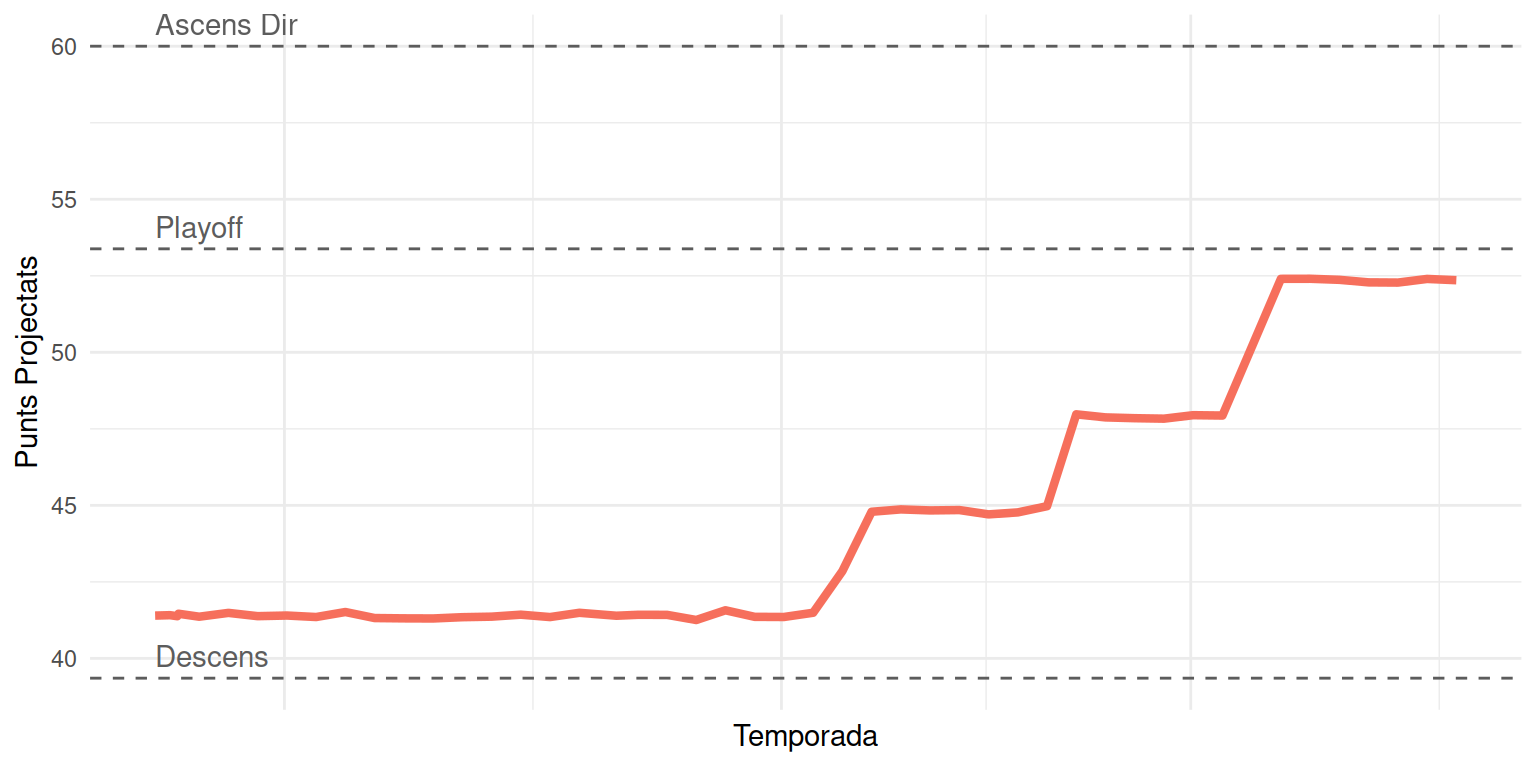 Ascens Dir
60
55
Playoff
50
45
Descens
40
Punts Projectats
Temporada